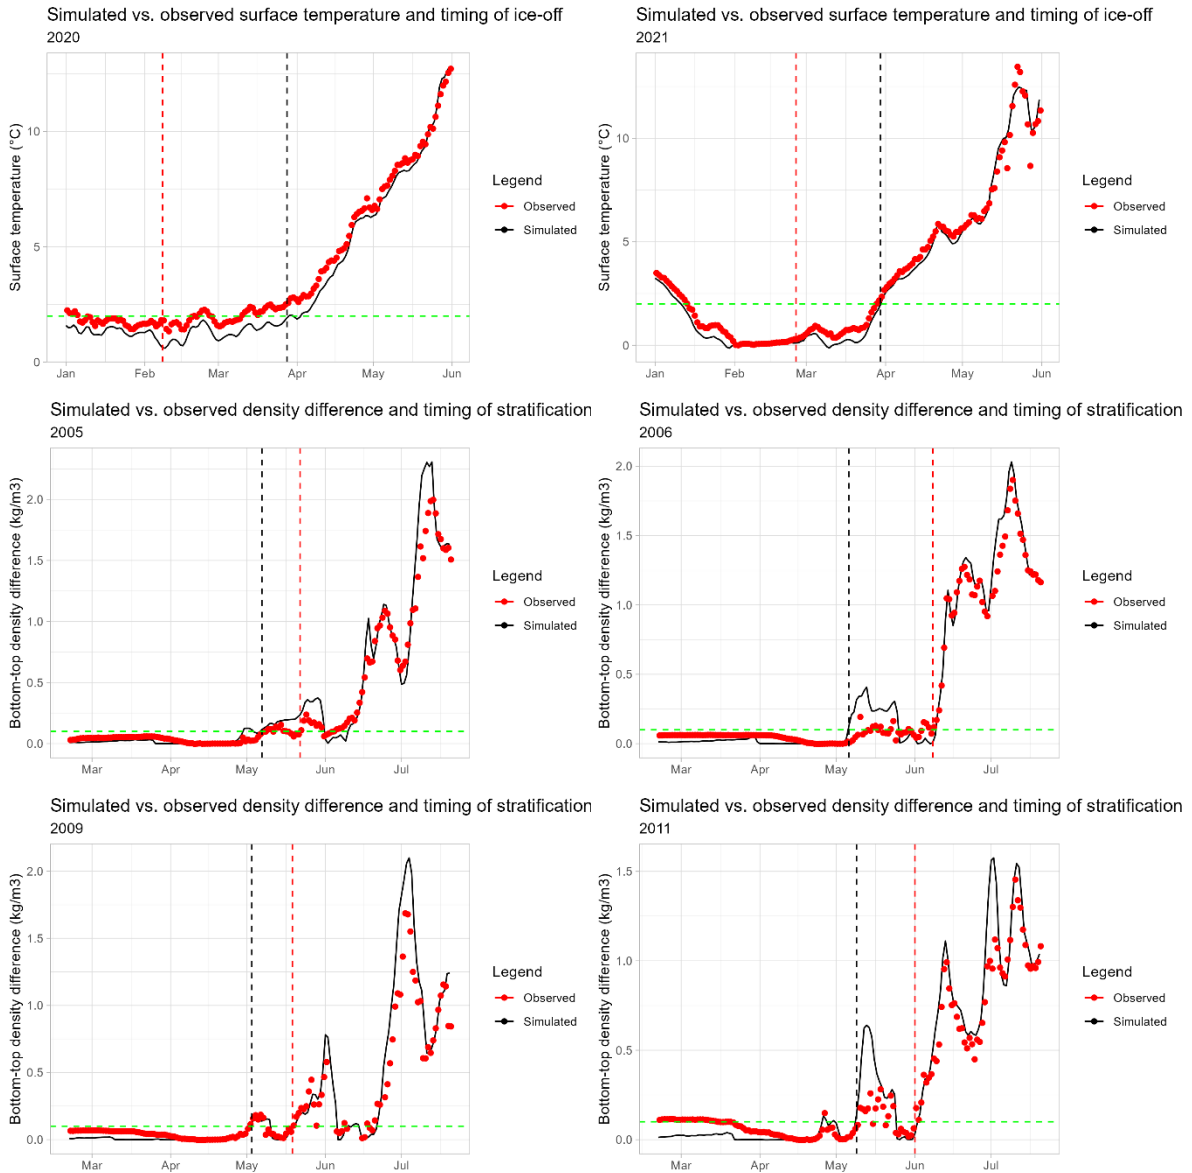 Simulated vs. observed surface temperature and timing of ice-off
2020
Surface temperature (°C)
10
5
0
Jan Feb Mar Apr May Jun
Legend
Observed
Simulated
Simulated vs. observed surface temperature and timing of ice-off
2021
Surface temperature (°C)
10
5
0
Jan Feb Mar Apr May Jun
Legend
Observed
Simulated
Simulated vs. observed density difference and timing of stratification
2005
Bottom-top density difference (kg/m3)
2.0
1.5
1.0
0.5
0.0
Mar Apr May Jun Jul
Legend
Observed
Simulated
Simulated vs. observed density difference and timing of stratification
2006
Bottom-top density difference (kg/m3)
2.0
1.5
1.0
0.5
0.0
Mar Apr May Jun Jul
Legend
Observed
Simulated
Simulated vs. observed density difference and timing of stratification
2009
Bottom-top density difference (kg/m3)
2.0
1.5
1.0
0.5
0.0
Mar Apr May Jun Jul
Legend
Observed
Simulated
Simulated vs. observed density difference and timing of stratification
2011
Bottom-top density difference (kg/m3)
1.5
1.0
0.5
0.0
Mar Apr May Jun Jul
Legend
Observed
Simulated